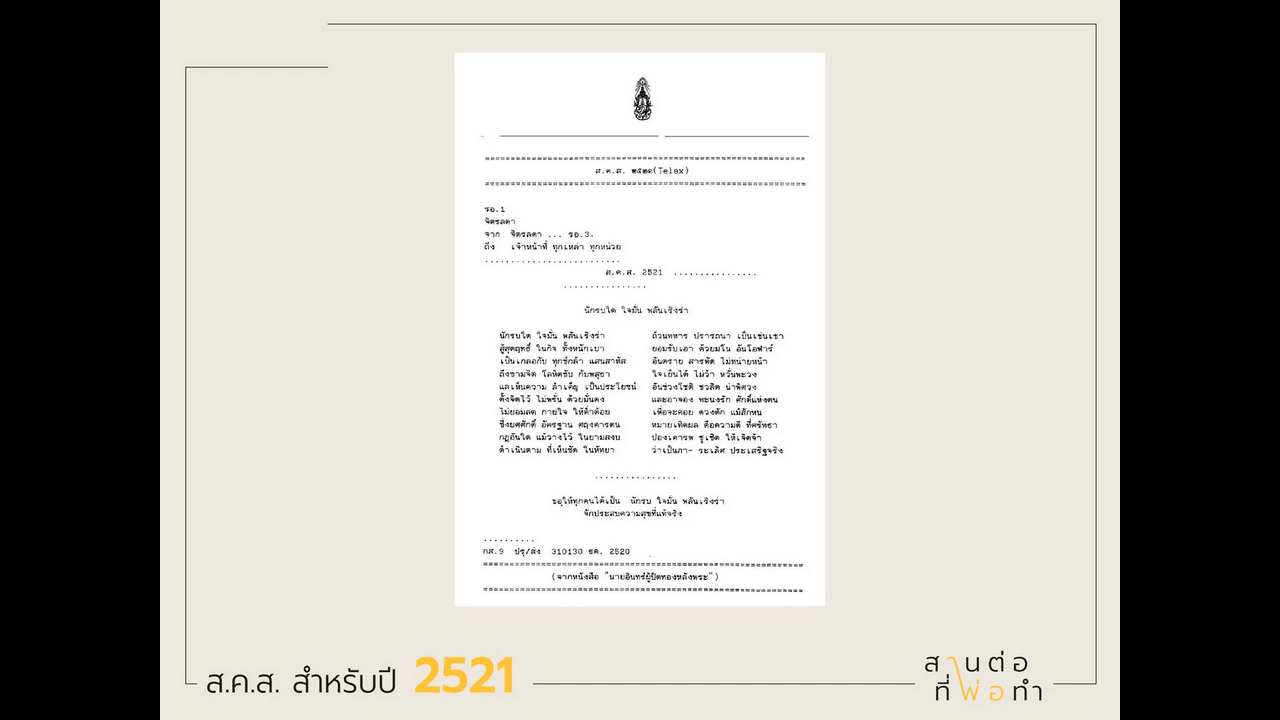 ส.ค.ส. ๒๕๒๑(Telex)
รอ.1
จิตรลดา
จาก จิตรลดา ... รอ.3.
ถึง เจ้าหน้าที่ ทุกเหล่า ทุกหน่วย
ส.ค.ส. 2521 ................
นักรบใด ใจมั่น พลันเริงร่า
นักรบใด ใจมั่น พลันเริงร่า ถ้วนทหาร ปรารถนา เป็นเช่นเขา
สู้สุดฤทธิ์ ในกิจ ทั้งหนักเบา ยอมรับเอา ด้วยมโน อันโอฬาร์
เป็นเกลอกับ ทุกข์กล้า แสนสาหัส อันตราย สารพัด ไม่หน่ายหน้า
ถึงขามจิต โลหิตซับ กับพสุธา ใจเย็นได้ ไม่ว้า หวั่นพะวง
แลเห็นความ ลำเค็ญ เป็นประโยชน์ อันช่วงโชติ ชวลิต น่าพิศวง
ตั้งจิตไว้ ไม่พรั่น ด้วยมั่นคง และอาจอง ทะนงรัก ศักดิ์แห่งตน
ไม่ยอมลด กายใจ ให้ต่ำต้อย เพื่อจะคอย ตวงตัก แม้สักหน
ซึ่งยศศักดิ์ อัครฐาน ศฤงคารดน หมายเทิดผล คือความดี ที่ศรัทธา
กฎอันใด แม้วางไว้ ในยามสงบ ปองเคารพ ชูเชิด ให้เจิดจ้า
ดำเนินตาม ที่เห็นชัด ในหัทยา ว่าเป็นภา- ระเลิศ ประเสริฐจริง
ขอให้ทุกคนได้เป็น นักรบ ใจมั่น พลันเริงร่า
จักประสบความสุขที่แท้จริง
กส.9 ปรุ/ส่ง 310130 ธค. 2520
(จากหนังสือ "นายอินทร์ผู้ปิดทองหลังพระ")
ส.ค.ส. สำหรับปี 2521
สานต่อ
ที่พ่อทำ